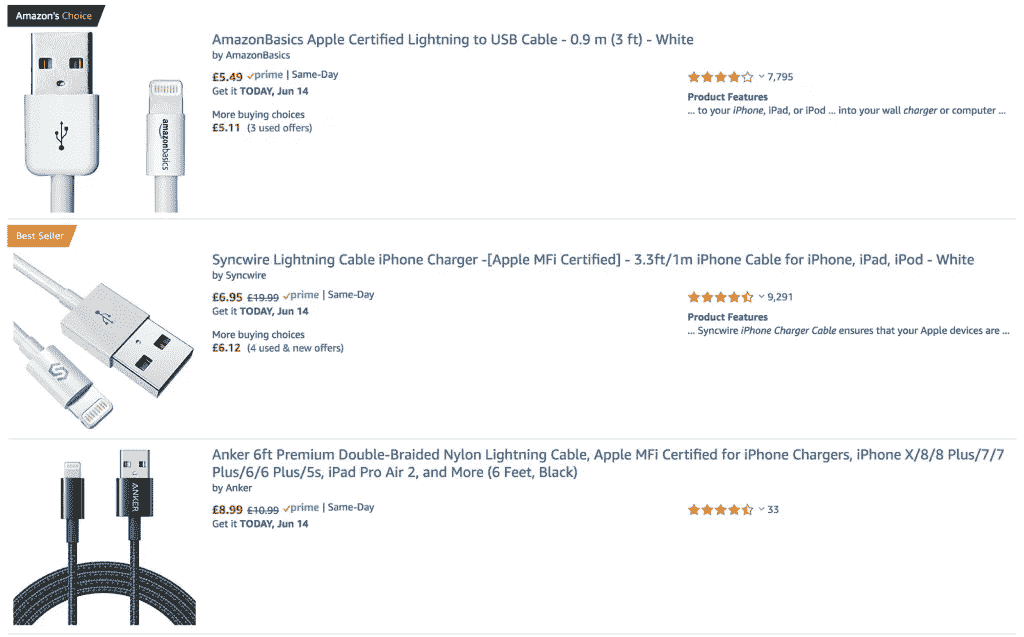 Amazon's Choice
AmazonBasics Apple Certified Lightning to USB Cable - 0.9 m (3 ft) - White
by AmazonBasics
£5.49 prime | Same-Day
Get it TODAY, Jun 14
More buying choices
£5.11 (3 used offers)
7,795
Product Features
... to your iPhone, iPad, or iPod ... into your wall charger or computer ...
amazonbasics
Best Seller
Syncwire Lightning Cable iPhone Charger -[Apple MFi Certified] - 3.3ft/1m iPhone Cable for iPhone, iPad, iPod - White
by Syncwire
£6.95 £19.99 prime | Same-Day
Get it TODAY, Jun 14
More buying choices
£6.12 (4 used & new offers)
9,291
Product Features
... Syncwire iPhone Charger Cable ensures that your Apple devices are ...
Anker 6ft Premium Double-Braided Nylon Lightning Cable, Apple MFi Certified for iPhone Chargers, iPhone X/8/8 Plus/7/7
Plus/6/6 Plus/5s, iPad Pro Air 2, and More (6 Feet, Black)
by Anker
£8.99 £10.99 prime | Same-Day
Get it TODAY, Jun 14
33
ANKER